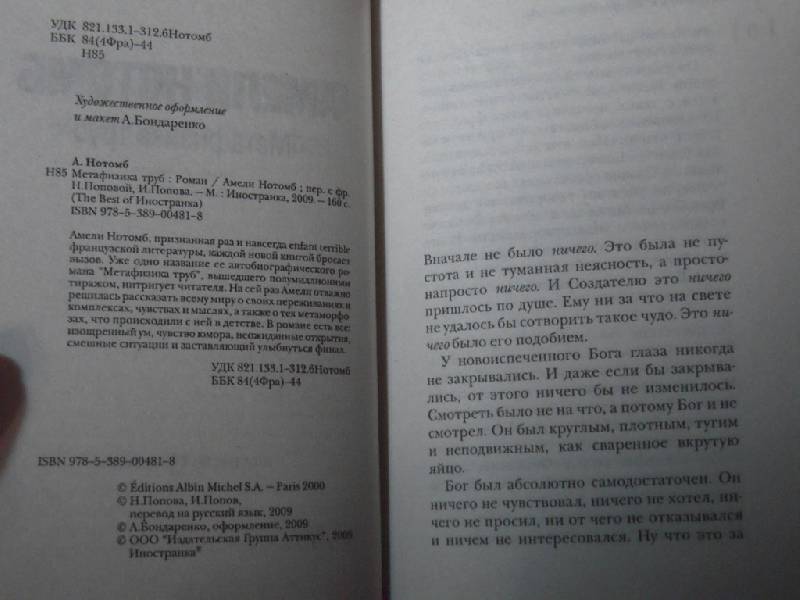 УДК 821.133.1-312.6Нотомб
ББК 84(4Фра)-44
Н85
Художественное оформление
и макет А.Бондаренко
А. Нотомб
Н85 Метафизика труб : Роман / Амели Нотомб ; пер. с фр.
Н.Поповой, И.Попова. – М. : Иностранка, 2009. – 160 с.
(The Best of Иностранка)
ISBN 978-5-389-00481-8
Амели Нотомб, признанная раз и навсегда enfant terrible
французской литературы, каждой новой книгой бросает
вызов. Уже одно название ее автобиографического ро-
мана "Метафизика труб", вышедшего полумиллионным
тиражом, интригует читателя. На сей раз Амели отважно
решилась рассказать всему миру о своих переживаниях и
комплексах, чувствах и мыслях, а также о тех метаморфо-
зах, что происходили с ней в детстве. В романе есть все:
изощренный ум, чувство юмора, неожиданные открытия,
смешные ситуации и заставляющий улыбнуться финал.
УДК 821.133.1-312.6Нотомб
ББК 84(4Фра)-44
ISBN 978-5-389-00481-8
© Éditions Albin Michel S.A. – Paris 2000
© Н.Попова, И.Попов,
перевод на русский язык, 2009
© А.Бондаренко, оформление, 2009
© ООО "Издательская Группа Аттикус", 2009
Иностранка®
Вначале не было ничего. Это была не пу-
стота и не туманная неясность, а просто-
напросто ничего. И Создателю это ничего
пришлось по душе. Ему ни за что на свете
не удалось бы сотворить такое чудо. Это ни-
чего было его подобием.
У новоиспеченного Бога глаза никогда
не закрывались. И даже если бы закрыва-
лись, от этого ничего бы не изменилось.
Смотреть было не на что, а потому Бог и не
смотрел. Он был круглым, плотным, тугим
и неподвижным, как сваренное вкрутую
яйцо.
Бог был абсолютно самодостаточен. Он
ничего не чувствовал, ничего не хотел, ни-
чего не просил, ни от чего не отказывался
и ничем не интересовался. Ну что это за